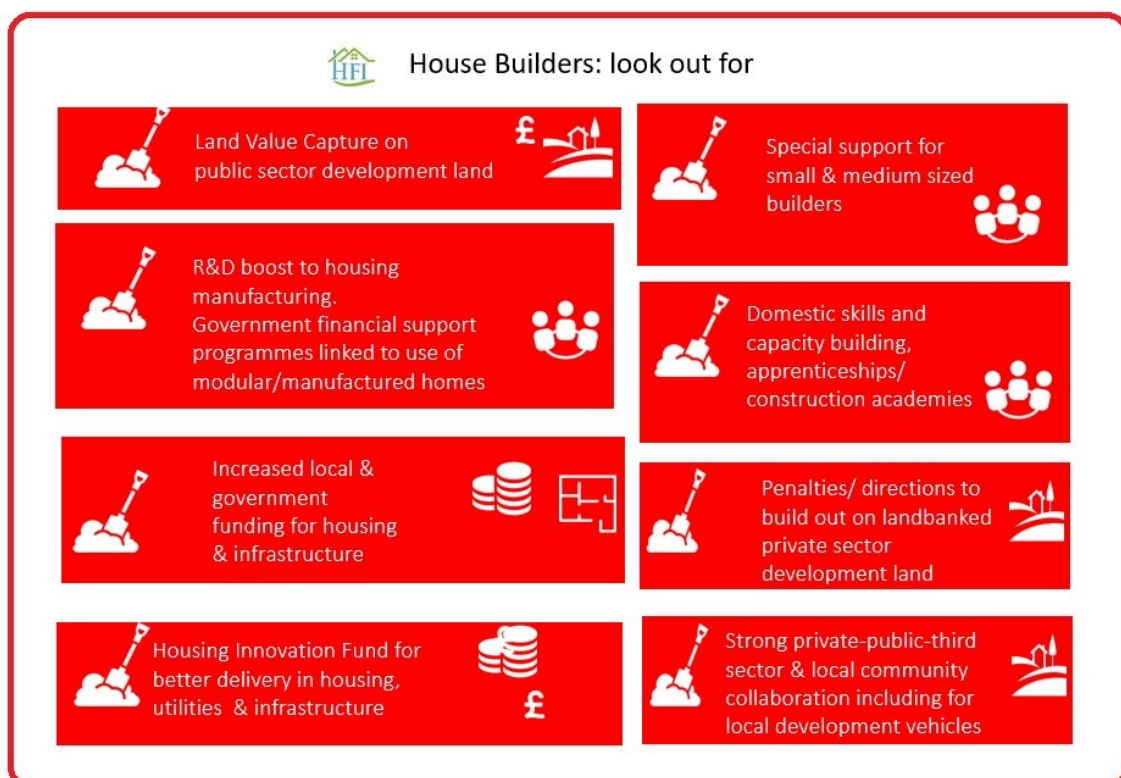 HFI
House Builders: look out for
Land Value Capture on
public sector development land
£
R&D boost to housing
manufacturing.
Government financial support
programmes linked to use of
modular/manufactured homes
Increased local &
government
funding for housing
& infrastructure
Housing Innovation Fund for
better delivery in housing,
utilities & infrastructure
£
Special support for
small & medium sized
builders
Domestic skills and
capacity building,
apprenticeships/
construction academies
Penalties/ directions to
build out on landbanked
private sector
development land
Strong private-public-third
sector & local community
collaboration including for
local development vehicles